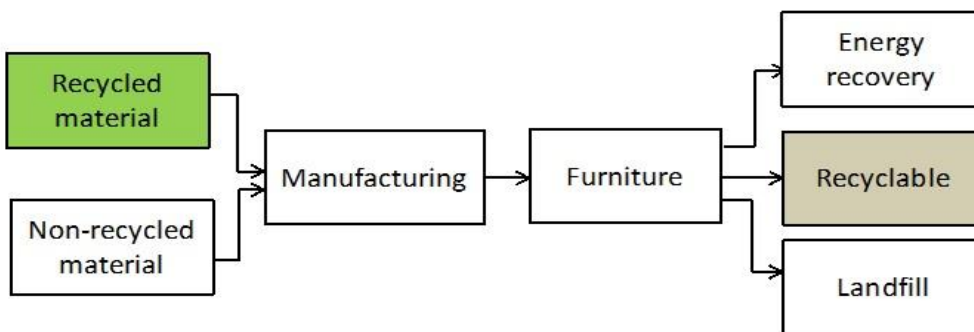 Recycled
material
Non-recycled
material
Manufacturing
Furniture
Energy
recovery
Recyclable
Landfill